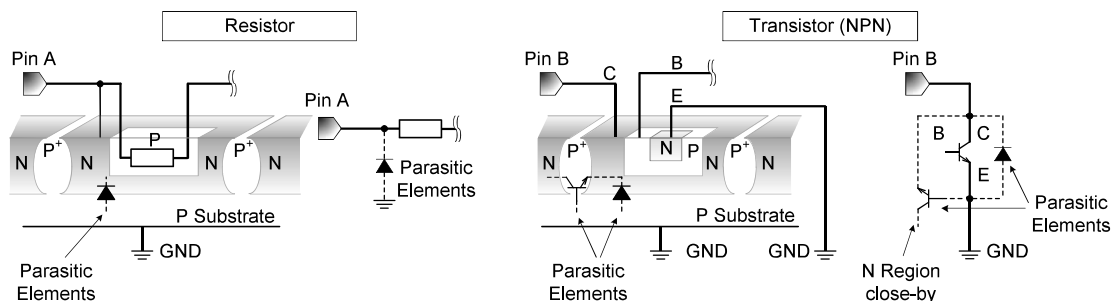 Resistor
Pin A
N
P+
N
P
N
P+
N
P Substrate
GND
Parasitic
Elements
Pin A
Parasitic
Elements
Transistor (NPN)
Pin B
C
B
E
N
P+
N
N
P
N
P+
N
P Substrate
GND
GND
Parasitic
Elements
Pin B
B
C
E
Parasitic
Elements
GND
N Region
close-by